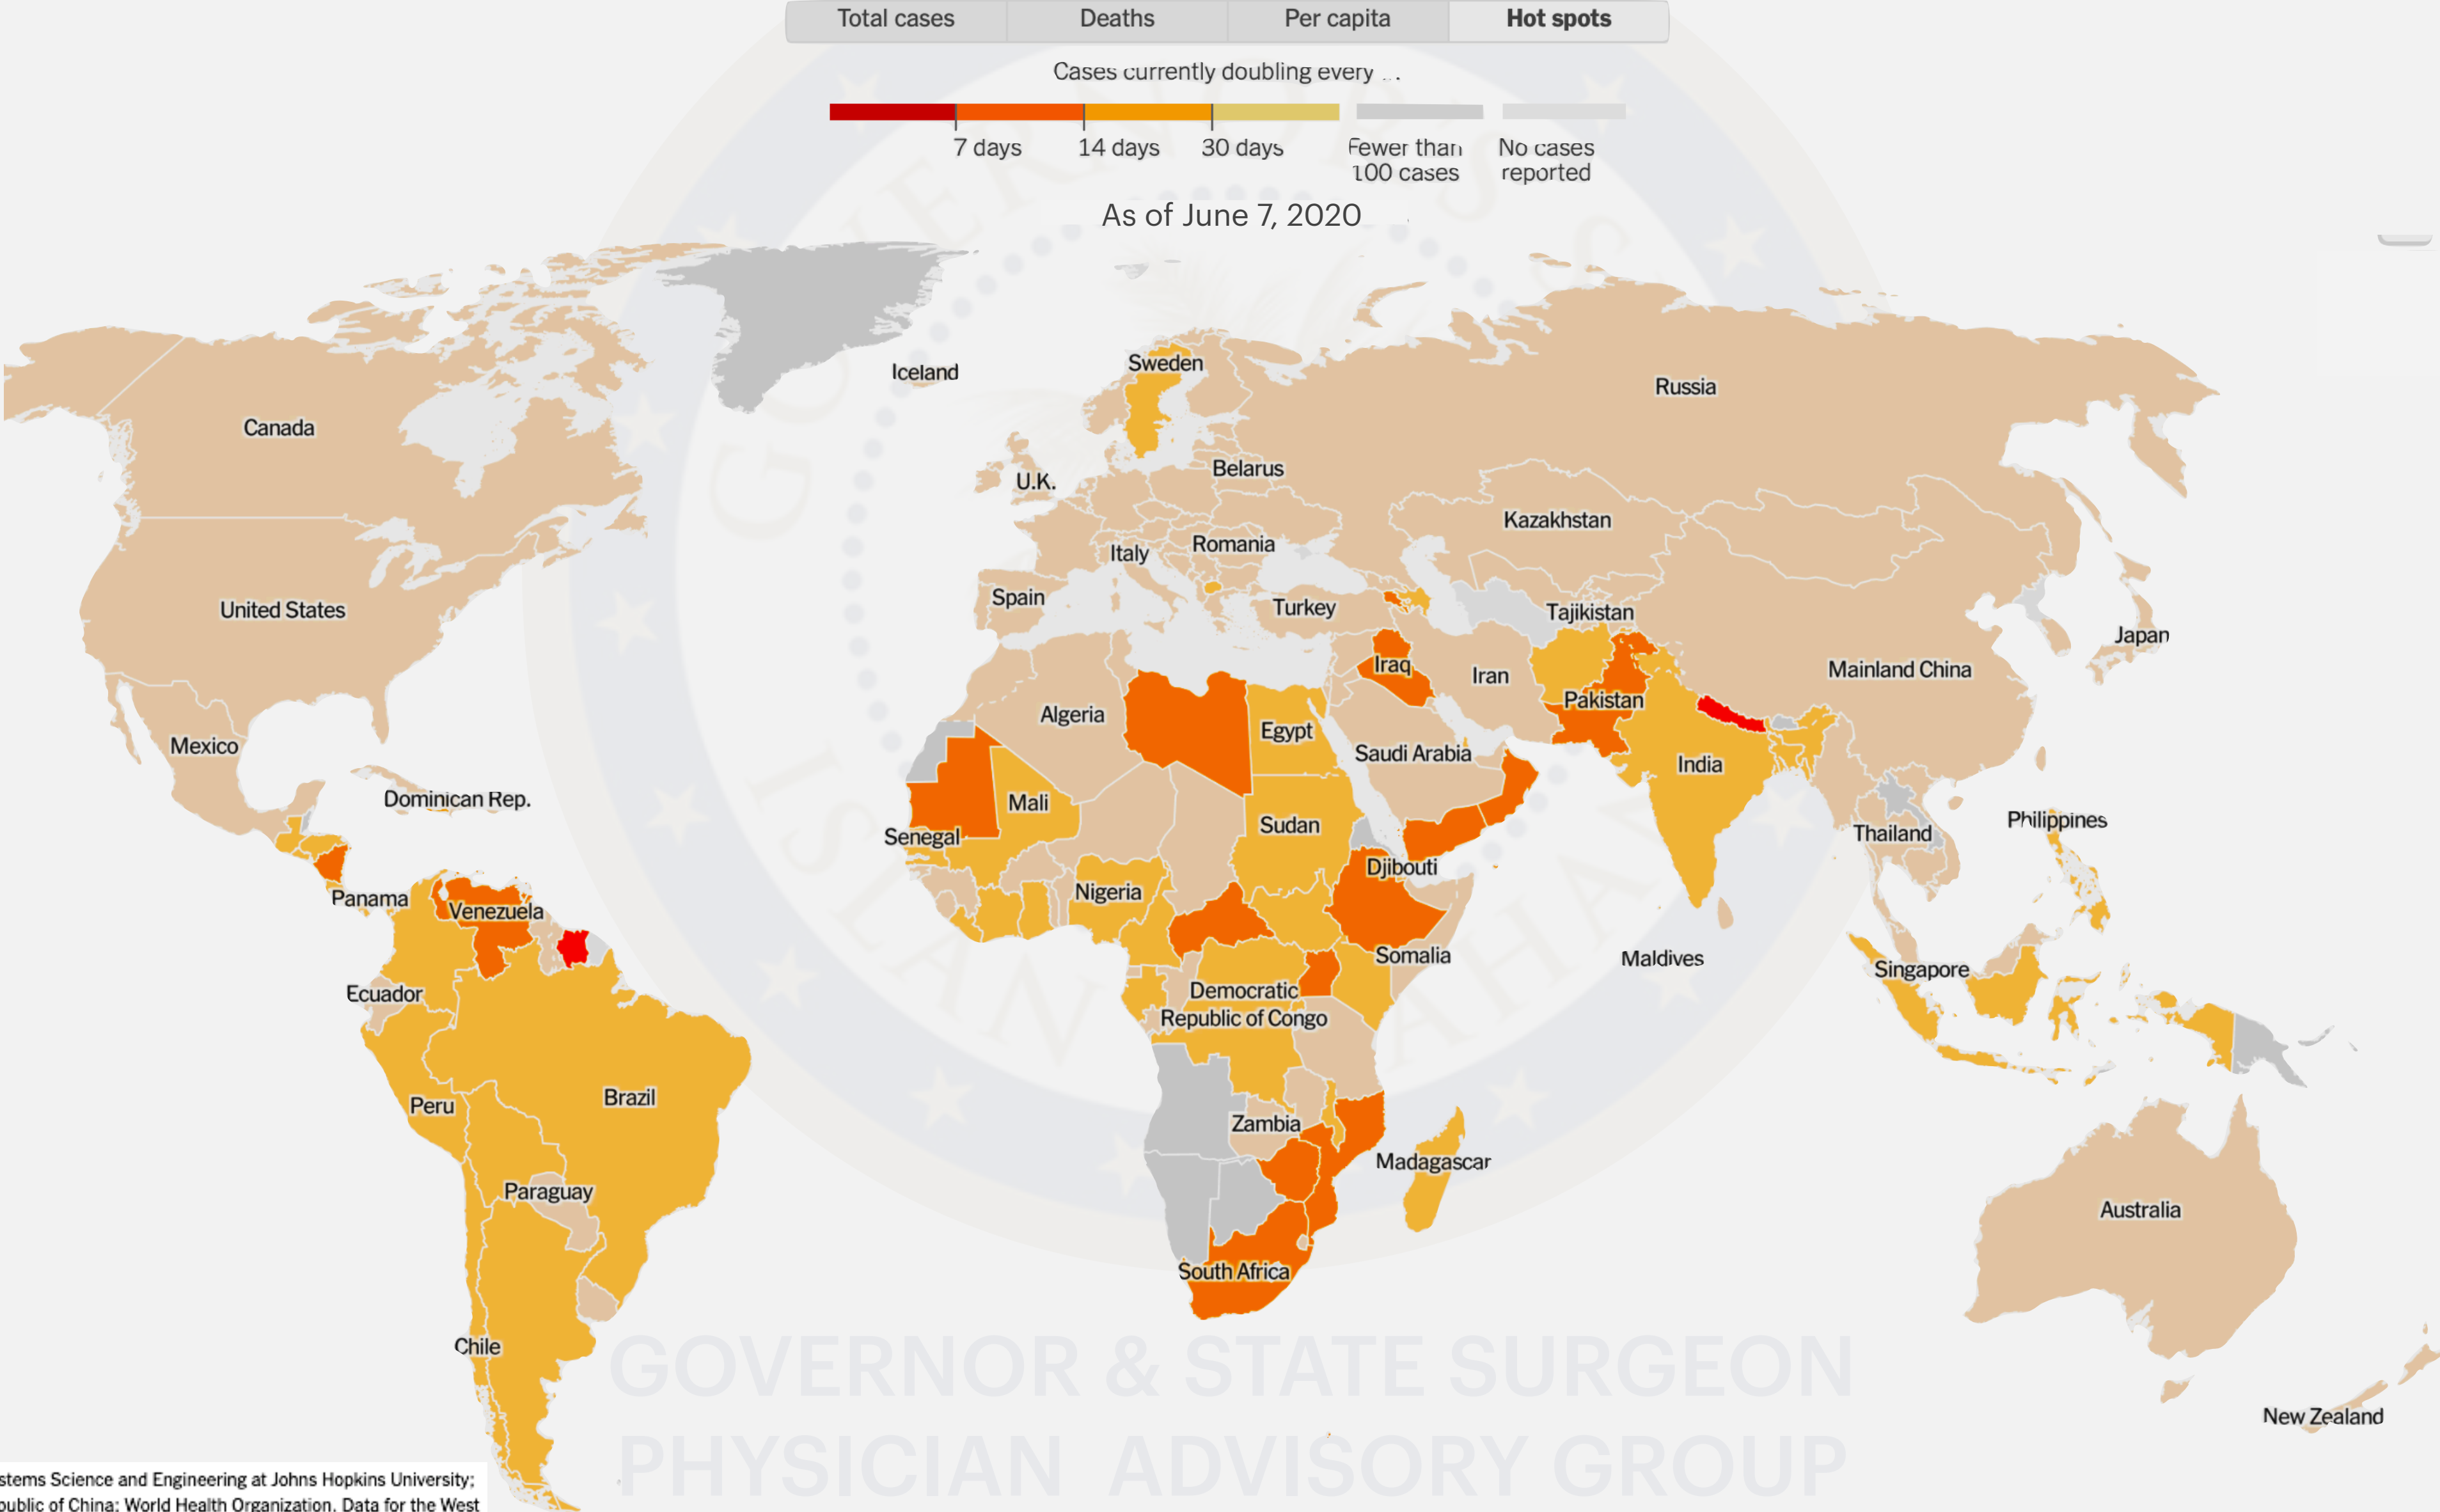 Total cases
Deaths
Per capita
Hot spots
Cases currently doubling every ...
7 days
14 days
30 days
Fewer than
100 cases
No cases
reported
As of June 7, 2020
Sweden
Iceland
Russia
Canada
Belarus
U.K.
Kazakhstan
Italy
Romania
Spain
Turkey
Tajikistan
United States
Japan
Iraq
Iran
Mainland China
Pakistan
Algeria
Egypt
Mexico
Saudi Arabia
India
Dominican Rep.
Mali
Sudan
Philippines
Senegal
Thailand
Djibouti
Nigeria
Panama
Venezuela
Somalia
Maldives
Singapore
Ecuador
Democratic
Republic of Congo
Brazil
Peru
Zambia
Madagascar
Paraguay
Australia
South Africa
Chile
New Zealand
GOVERNOR & STATE SURGEON
PHYSICIAN ADVISORY GROUP
stems Science and Engineering at Johns Hopkins University;
public of China; World Health Organization. Data for the West